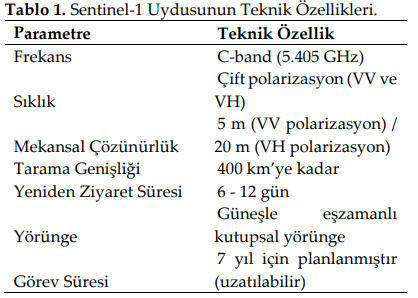 Tablo 1. Sentinel-1 Uydusunun Teknik Özellikleri.
Parametre Teknik Özellik
Frekans C-band (5.405 GHz)
Çift polarizasyon (VV ve
Sıklık VH)
5 m (VV polarizasyon) /
Mekansal Çözünürlük 20 m (VH polarizasyon)
Tarama Genişliği 400 km’ye kadar
Yeniden Ziyaret Süresi 6 - 12 gün
Güneşle eşzamanlı
Yörünge kutupsal yörünge
7 yıl için planlanmıştır
Görev Süresi (uzatılabilir)